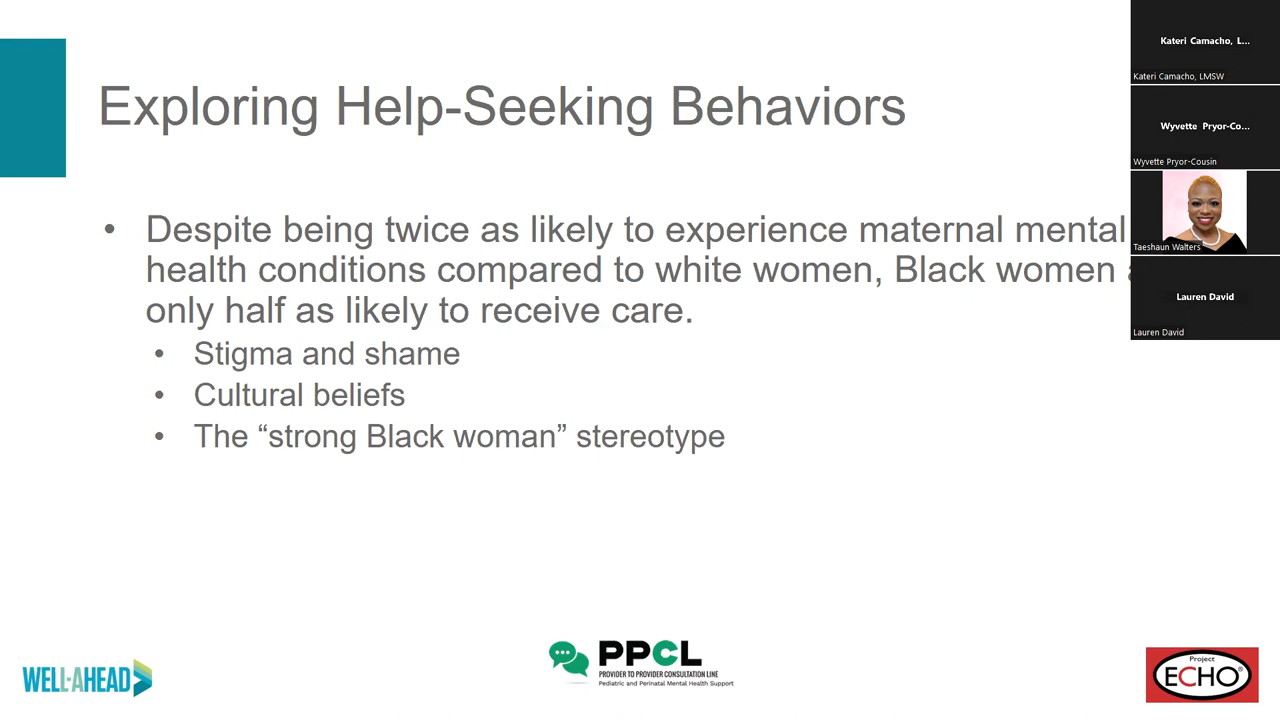 Exploring Help-Seeking Behaviors
• Despite being twice as likely to experience maternal mental
health conditions compared to white women, Black women
only half as likely to receive care.
• Stigma and shame
• Cultural beliefs
• The “strong Black woman” stereotype
Kateri Camacho, L...
Kateri Camacho, LMSW
Wyvette Pryor-Co...
Wyvette Pryor-Cousin
Taeshaun Walters
Lauren David
Lauren David
WELL-AHEAD
PPCL
PROVIDER TO PROVIDER CONSULTATION LINE
Pediatric and Perinatal Mental Health Support
Project
ECHO®